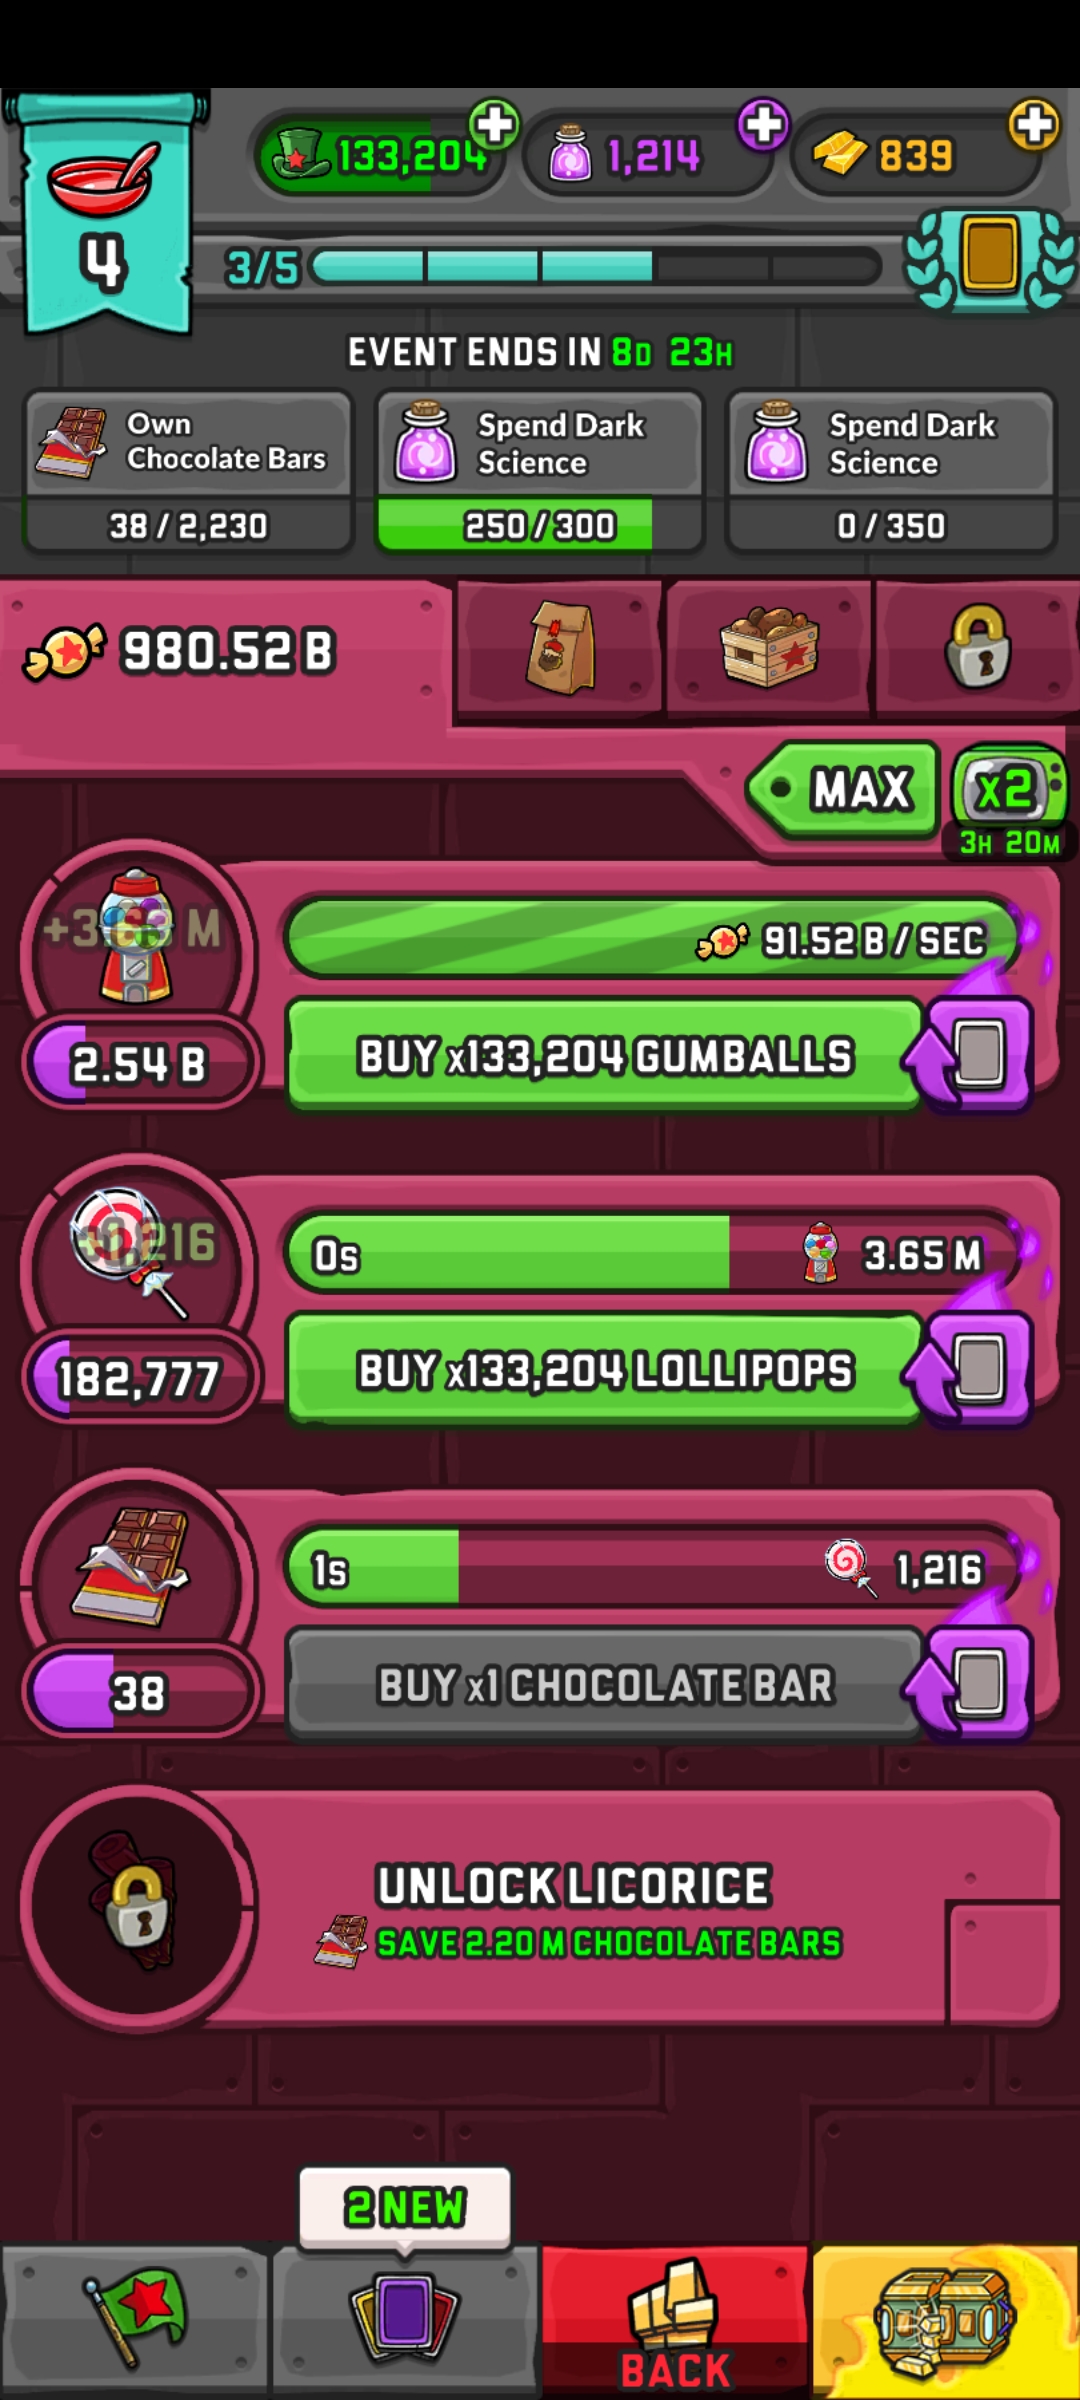 133,204
1,214
839
4
3/5
EVENT ENDS IN 8D 23H
Own
Chocolate Bars
38 / 2,230
Spend Dark
Science
250 / 300
Spend Dark
Science
0 / 350
980.52 B
MAX
x2
3H 20M
91.52 B / SEC
2.54 B
BUY x133,204 GUMBALLS
+1,216
0s
3.65 M
182,777
BUY x133,204 LOLLIPOPS
1s
1,216
38
BUY x1 CHOCOLATE BAR
UNLOCK LICORICE
SAVE 2.20 M CHOCOLATE BARS
2 NEW
BACK